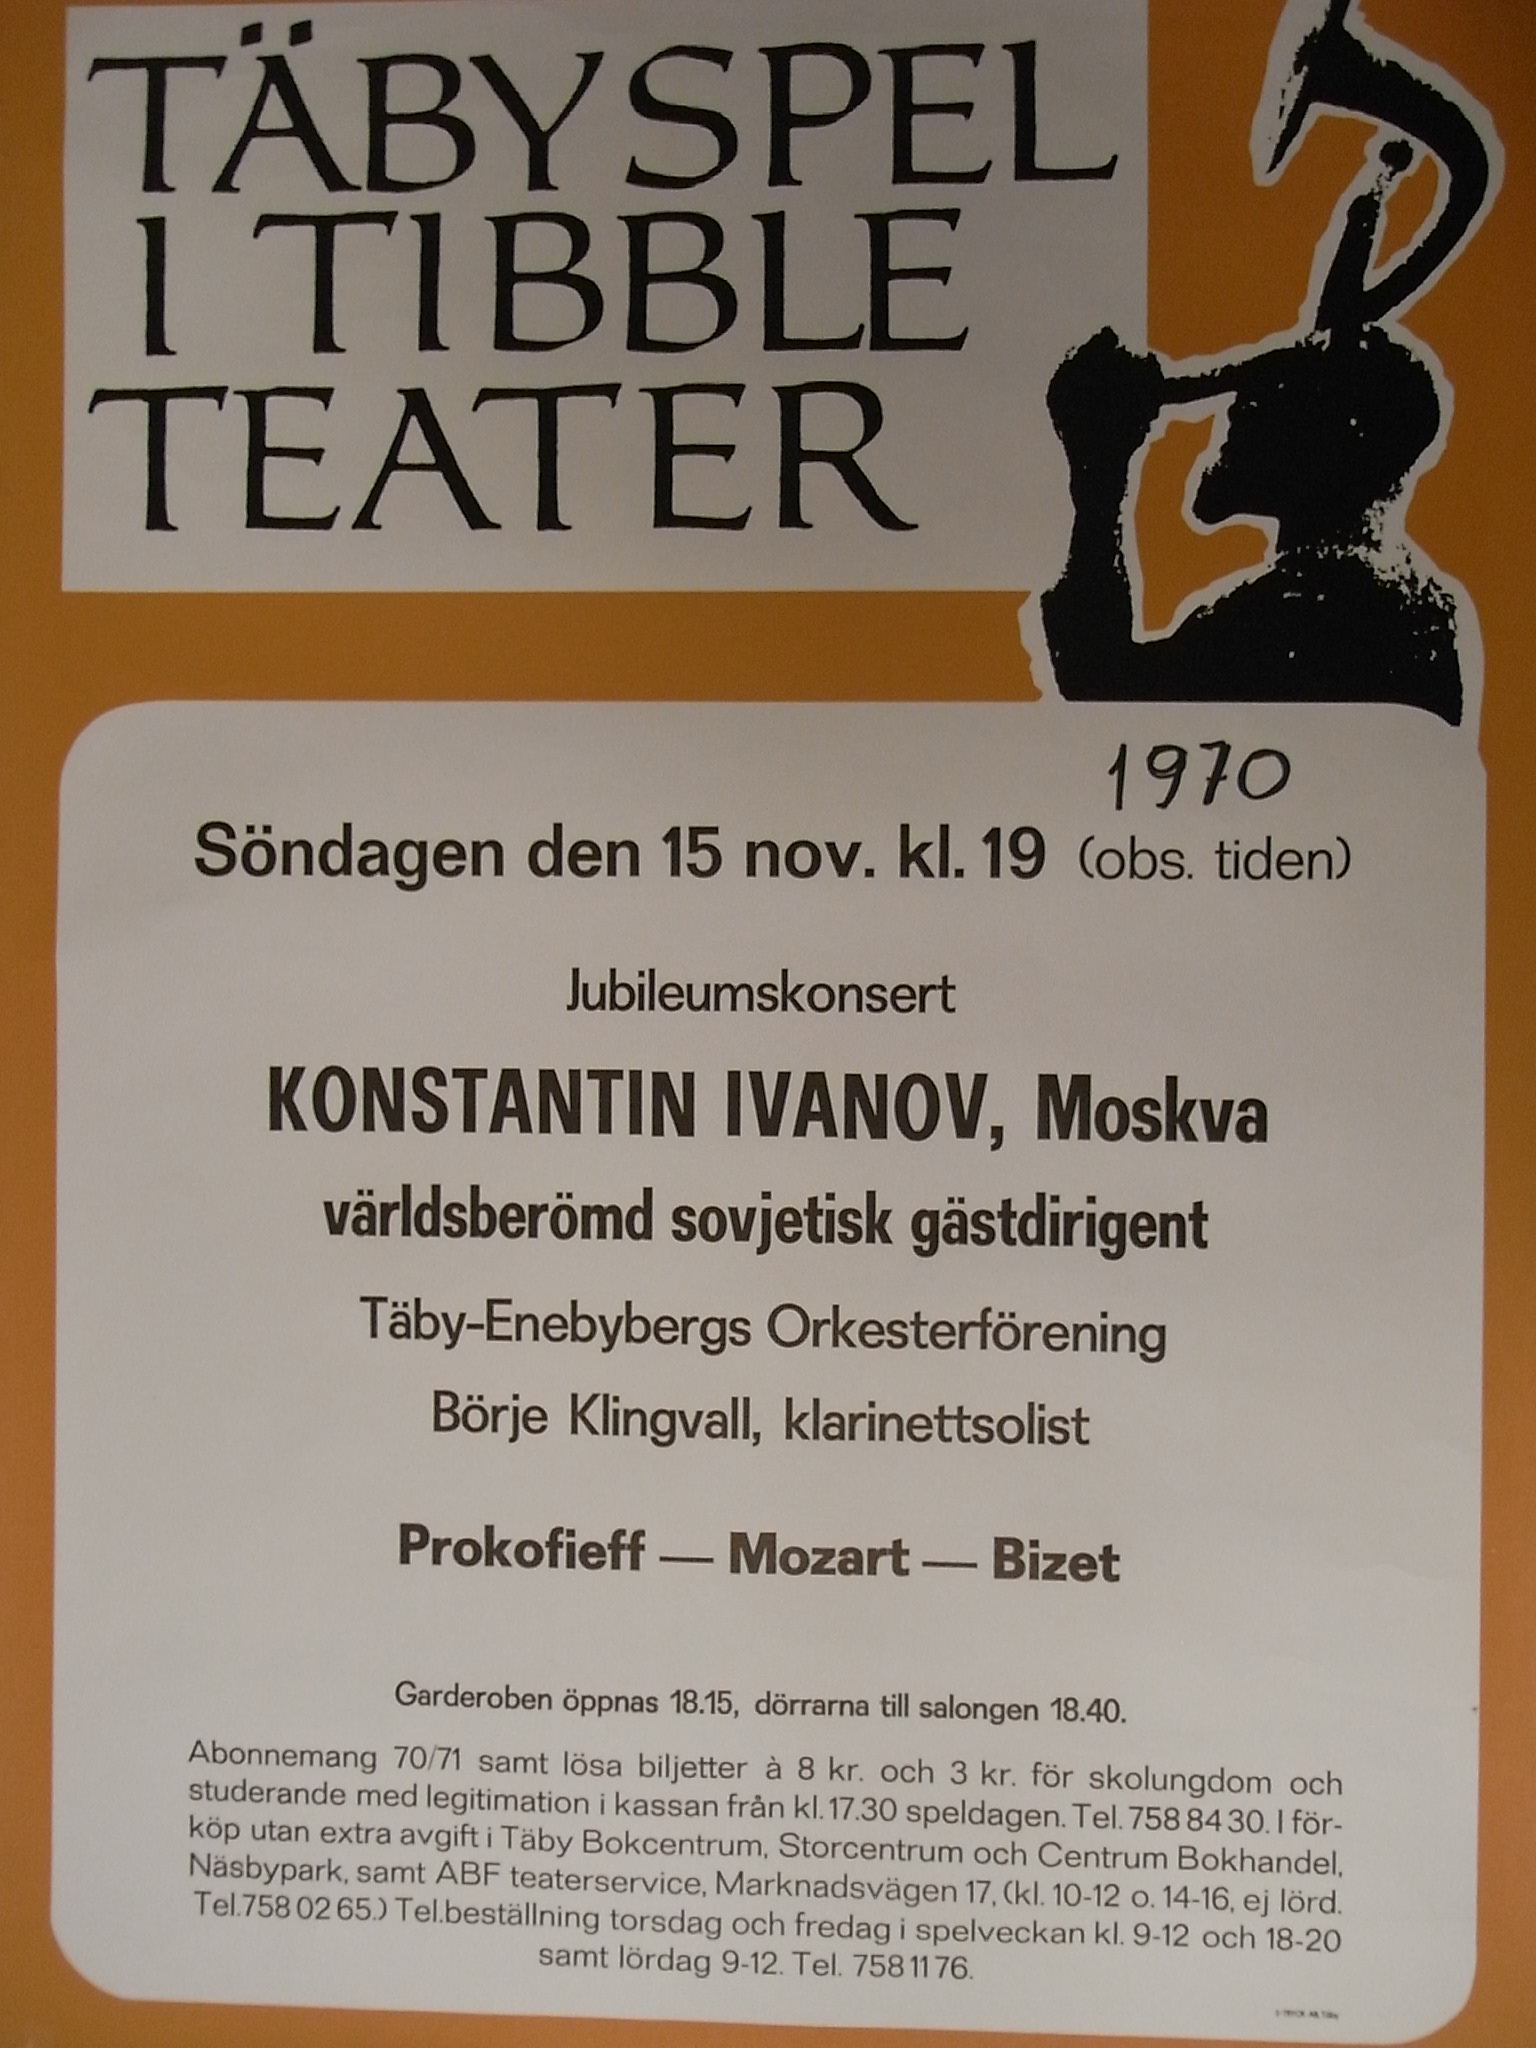 TÄBYSPEL
I TIBBLE
TEATER
1970
Söndagen den 15 nov. kl. 19 (obs. tiden)
Jubileumskonsert
KONSTANTIN IVANOV, Moskva
världsberömd sovjetisk gästdirigent
Täby-Enebybergs Orkesterförening
Börje Klingvall, klarinettsolist
Prokofieff — Mozart — Bizet
Garderoben öppnas 18.15, dörrarna till salongen 18.40.
Abonnemang 70/71 samt lösa biljetter à 8 kr. och 3 kr. för skolungdom och
studerande med legitimation i kassan från kl. 17.30 speldagen. Tel. 758 84 30. I för-
köp utan extra avgift i Täby Bokcentrum, Storcentrum och Centrum Bokhandel,
Näsbypark, samt ABF teaterservice, Marknadsvägen 17, (kl. 10-12 o. 14-16, ej lörd.
Tel. 758 02 65.) Tel.beställning torsdag och fredag i spelveckan kl. 9-12 och 18-20
samt lördag 9-12. Tel. 758 11 76.